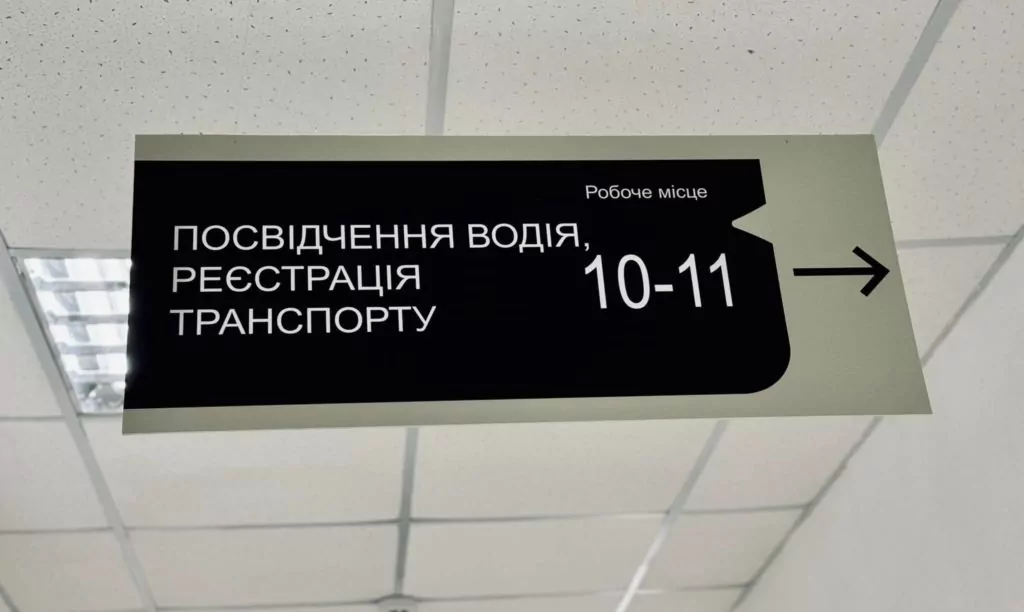 Робоче місце
ПОСВІДЧЕННЯ ВОДІЯ,
РЕЄСТРАЦІЯ
ТРАНСПОРТУ
10-11